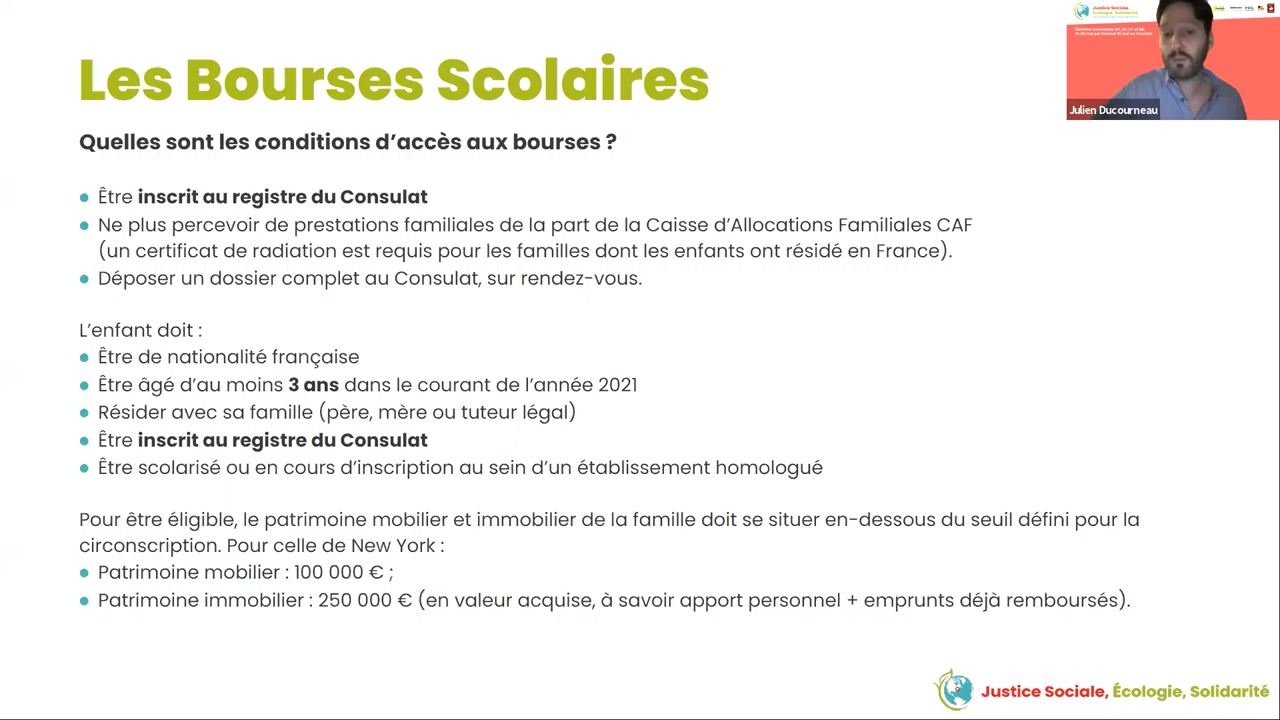 Les Bourses Scolaires
Quelles sont les conditions d'accès aux bourses ?
Être inscrit au registre du Consulat
Ne plus percevoir de prestations familiales de la part de la Caisse d'Allocations Familiales CAF
(un certificat de radiation est requis pour les familles dont les enfants ont résidé en France).
Déposer un dossier complet au Consulat, sur rendez-vous.
L'enfant doit :
Être de nationalité française
Être âgé d'au moins 3 ans dans le courant de l'année 2021
Résider avec sa famille (père, mère ou tuteur légal)
Être inscrit au registre du Consulat
Être scolarisé ou en cours d'inscription au sein d'un établissement homologué
Pour être éligible, le patrimoine mobilier et immobilier de la famille doit se situer en-dessous du seuil défini pour la
circonscription. Pour celle de New York :
Patrimoine mobilier : 100 000 € ;
Patrimoine immobilier : 250 000 € (en valeur acquise, à savoir apport personnel + emprunts déjà remboursés).
Justice Sociale,
Écologie, Solidarité
Julien Ducourneau
Justice Sociale, Écologie, Solidarité